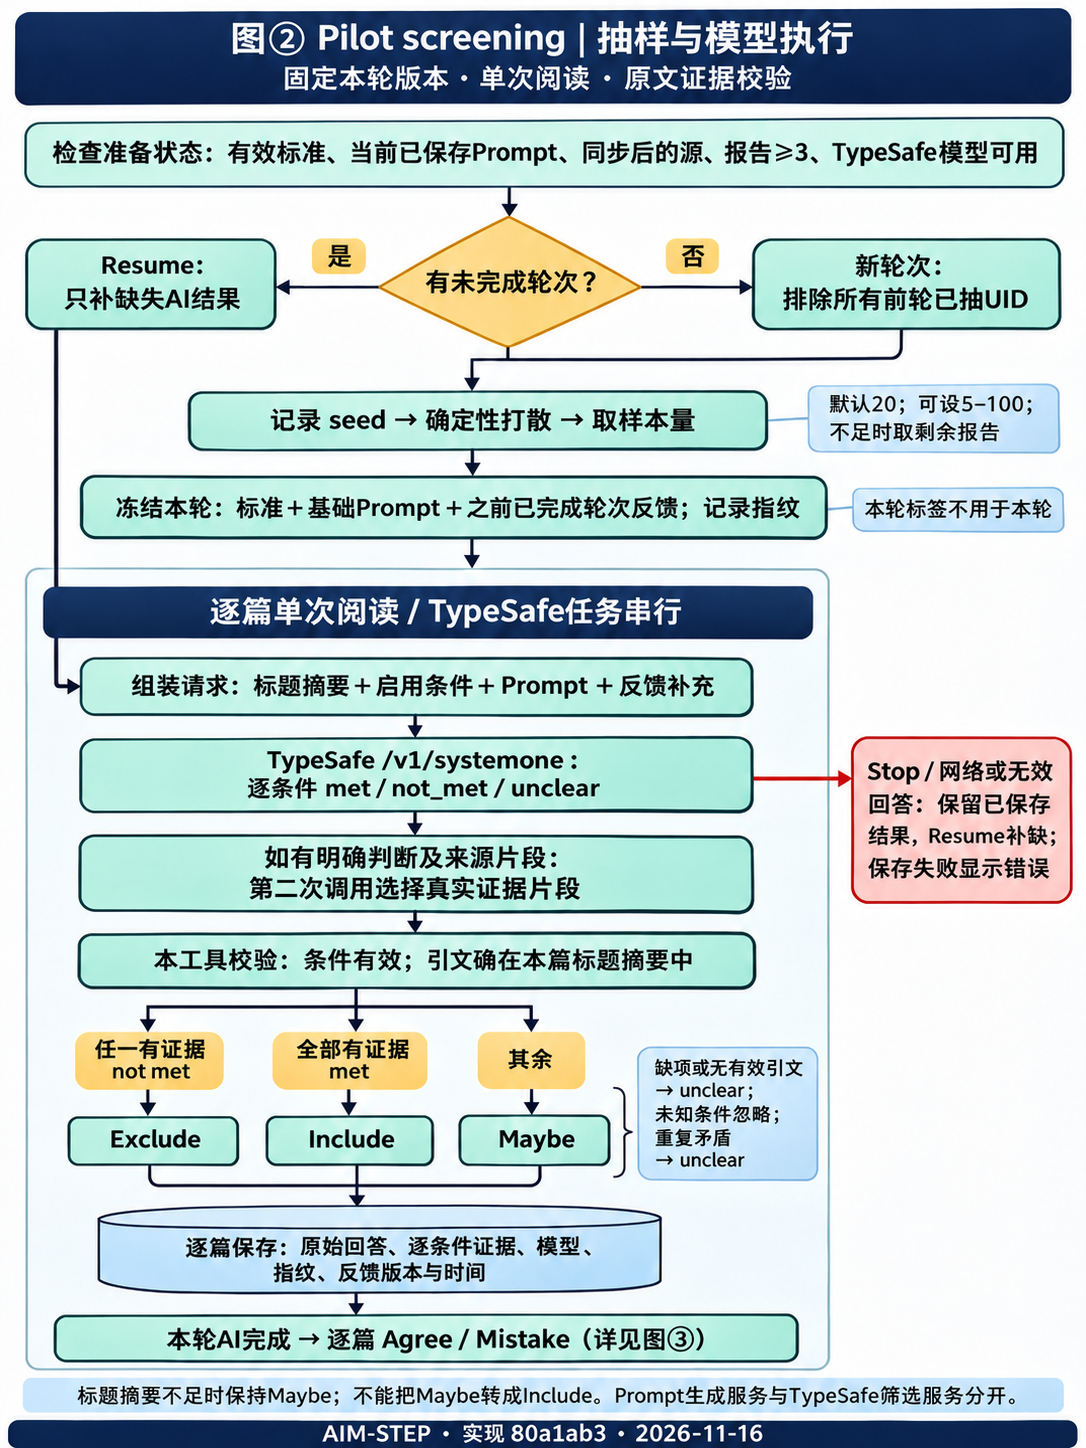 图② Pilot screening | 抽样与模型执行
固定本轮版本 · 单次阅读 · 原文证据校验
检查准备状态：有效标准、当前已保存Prompt、同步后的源、报告≥3、TypeSafe模型可用
有未完成轮次？
是
否
Resume：
只补缺失AI结果
新轮次：
排除所有前轮已抽UID
记录 seed → 确定性打散 → 取样本量
默认20；可设5–100；
不足时取剩余报告
冻结本轮：标准＋基础Prompt＋之前已完成轮次反馈；记录指纹
本轮标签不用于本轮
逐篇单次阅读 / TypeSafe任务串行
组装请求：标题摘要＋启用条件＋Prompt＋反馈补充
TypeSafe /v1/systemone：
逐条件 met / not_met / unclear
Stop / 网络或无效
回答：保留已保存
结果，Resume补缺；
保存失败显示错误
如有明确判断及来源片段：
第二次调用选择真实证据片段
本工具校验：条件有效；引文确在本篇标题摘要中
任一有证据
not met
全部有证据
met
其余
Exclude
Include
Maybe
缺项或无有效引文
→ unclear；
未知条件忽略；
重复矛盾
→ unclear
逐篇保存：原始回答、逐条件证据、模型、
指纹、反馈版本与时间
本轮AI完成 → 逐篇 Agree / Mistake（详见图③）
标题摘要不足时保持Maybe；不能把Maybe转成Include。Prompt生成服务与TypeSafe筛选服务分开。
AIM-STEP · 实现 80a1ab3 · 2026-11-16